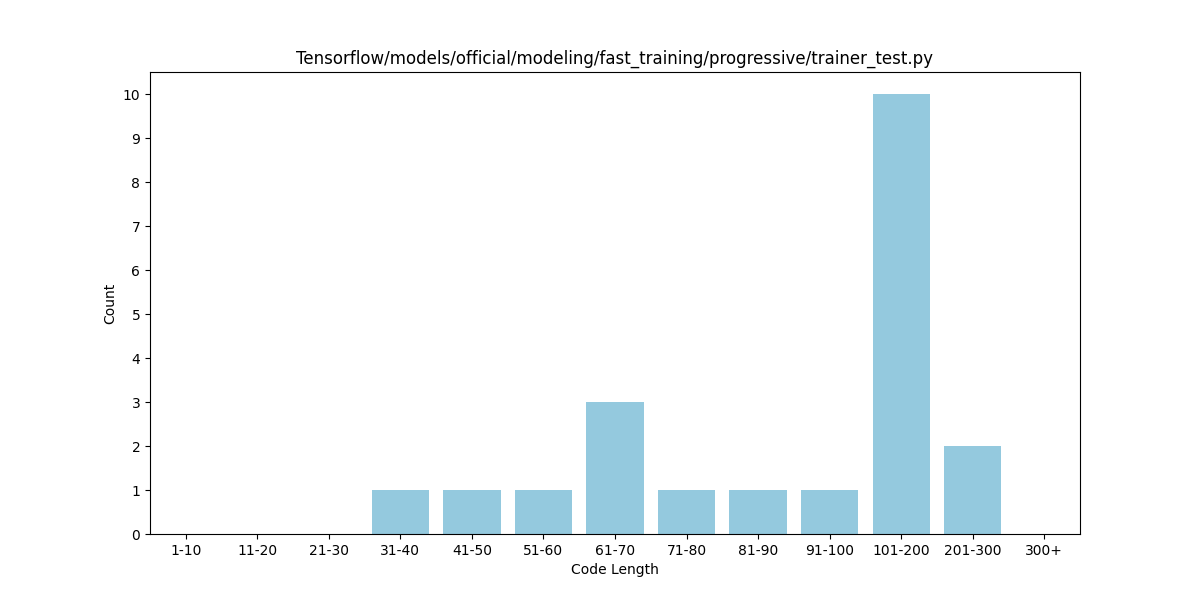 Tensorflow/models/official/modeling/fast_training/progressive/trainer_test.py
10
9
8
7
6
5
4
3
2
1
0
Count
1-10 11-20 21-30 31-40 41-50 51-60 61-70 71-80 81-90 91-100 101-200 201-300 300+
Code Length